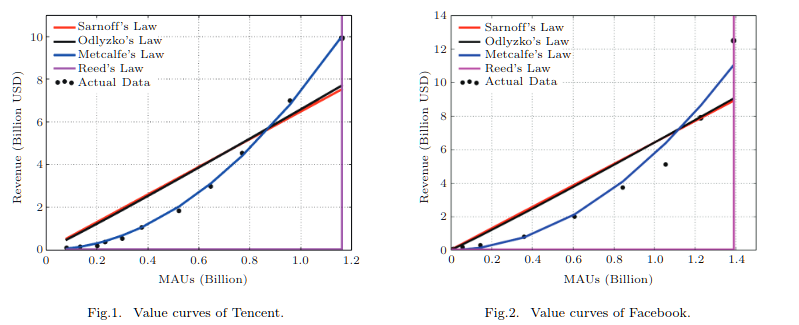 10
8
6
4
2
0
0
0.2
0.4
0.6
0.8
1.0
1.2
Revenue (Billion USD)
MAUs (Billion)
Sarnoff's Law
Odlyzko's Law
Metcalfe's Law
Reed's Law
Actual Data
Fig.1. Value curves of Tencent.
14
12
10
8
6
4
2
0
0
0.2
0.4
0.6
0.8
1.0
1.2
1.4
Revenue (Billion USD)
MAUs (Billion)
Sarnoff's Law
Odlyzko's Law
Metcalfe's Law
Reed's Law
Actual Data
Fig.2. Value curves of Facebook.